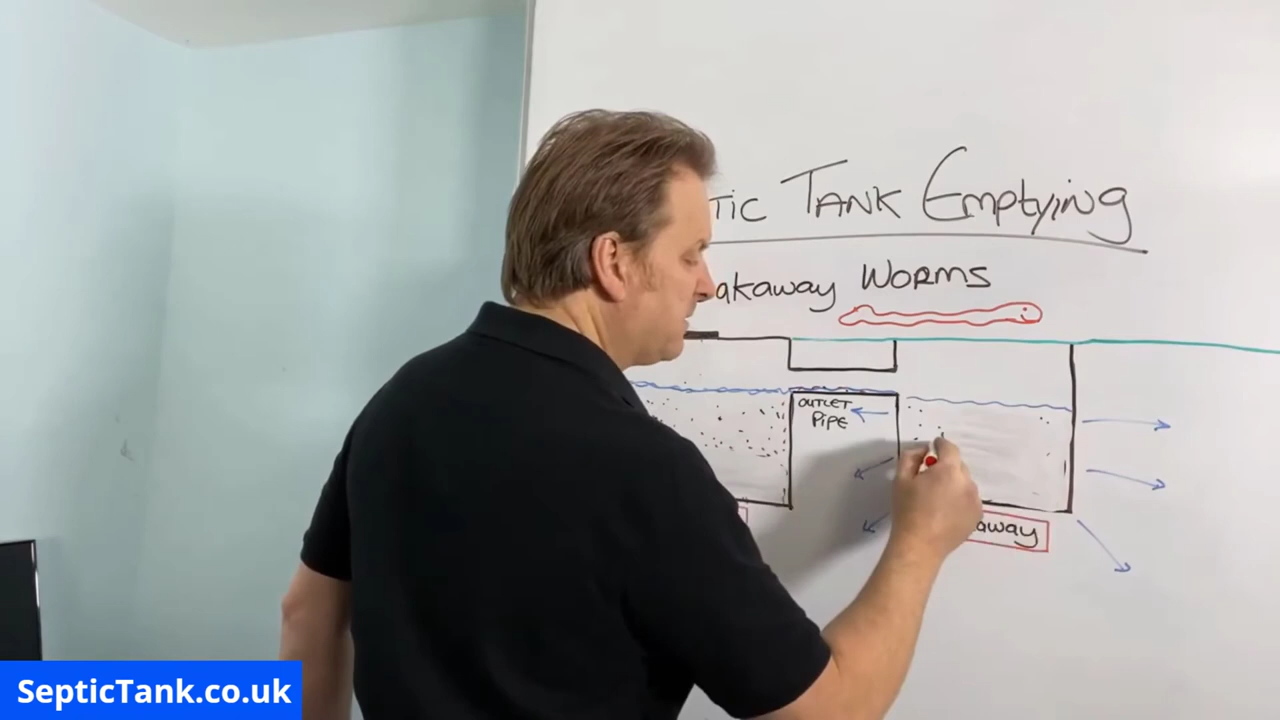 tic Tank Emptying
akaway Worms
OUTLET
Pipe
away
SepticTank.co.uk